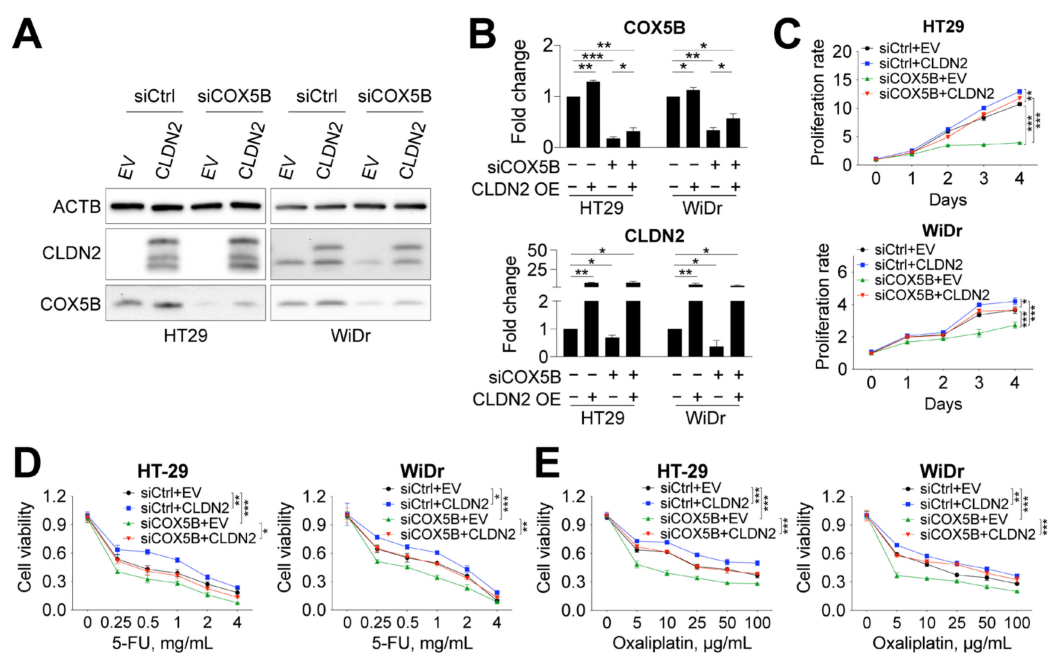 A
siCtrl siCOX5B siCtrl siCOX5B
EV CLDN2 EV CLDN2 EV CLDN2 EV CLDN2
ACTB
CLDN2
COX5B
HT29 WiDr
B
COX5B
Fold change
2
1
0
** *
*** **
** * * *
siCOX5B − − + + − − + +
CLDN2 OE − + − + − + − +
HT29 WiDr
CLDN2
Fold change
50
25
2
1
0
* *
* *
** **
siCOX5B − − + + − − + +
CLDN2 OE − + − + − + − +
HT29 WiDr
C
HT29
Proliferation rate
20
15
10
5
0
siCtrl+EV
siCtrl+CLDN2
siCOX5B+EV
siCOX5B+CLDN2
**
***
***
0 1 2 3 4
Days
WiDr
Proliferation rate
6
4
2
0
siCtrl+EV
siCtrl+CLDN2
siCOX5B+EV
siCOX5B+CLDN2
*
***
***
0 1 2 3 4
Days
D
HT-29
Cell viability
1.2
0.9
0.6
0.3
0.0
siCtrl+EV
siCtrl+CLDN2
siCOX5B+EV
siCOX5B+CLDN2
**
***
*
0 0.25 0.5 1 2 4
5-FU, mg/mL
WiDr
Cell viability
1.2
0.9
0.6
0.3
0.0
siCtrl+EV
siCtrl+CLDN2
siCOX5B+EV
siCOX5B+CLDN2
*
***
**
0 0.25 0.5 1 2 4
5-FU, mg/mL
E
HT-29
Cell viability
1.2
0.9
0.6
0.3
0.0
siCtrl+EV
siCtrl+CLDN2
siCOX5B+EV
siCOX5B+CLDN2
***
***
***
0 5 10 25 50 100
Oxaliplatin, µg/mL
WiDr
Cell viability
1.2
0.9
0.6
0.3
0.0
siCtrl+EV
siCtrl+CLDN2
siCOX5B+EV
siCOX5B+CLDN2
**
***
***
0 5 10 25 50 100
Oxaliplatin, µg/mL